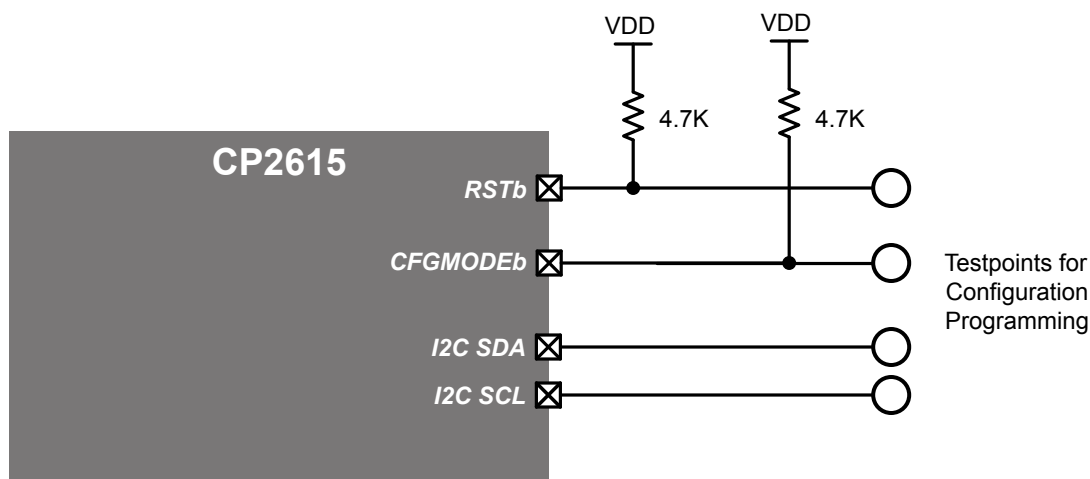 VDD
VDD
4.7K
4.7K
CP2615
RSTb
CFGMODEb
Testpoints for
Configuration
Programming
I2C SDA
I2C SCL